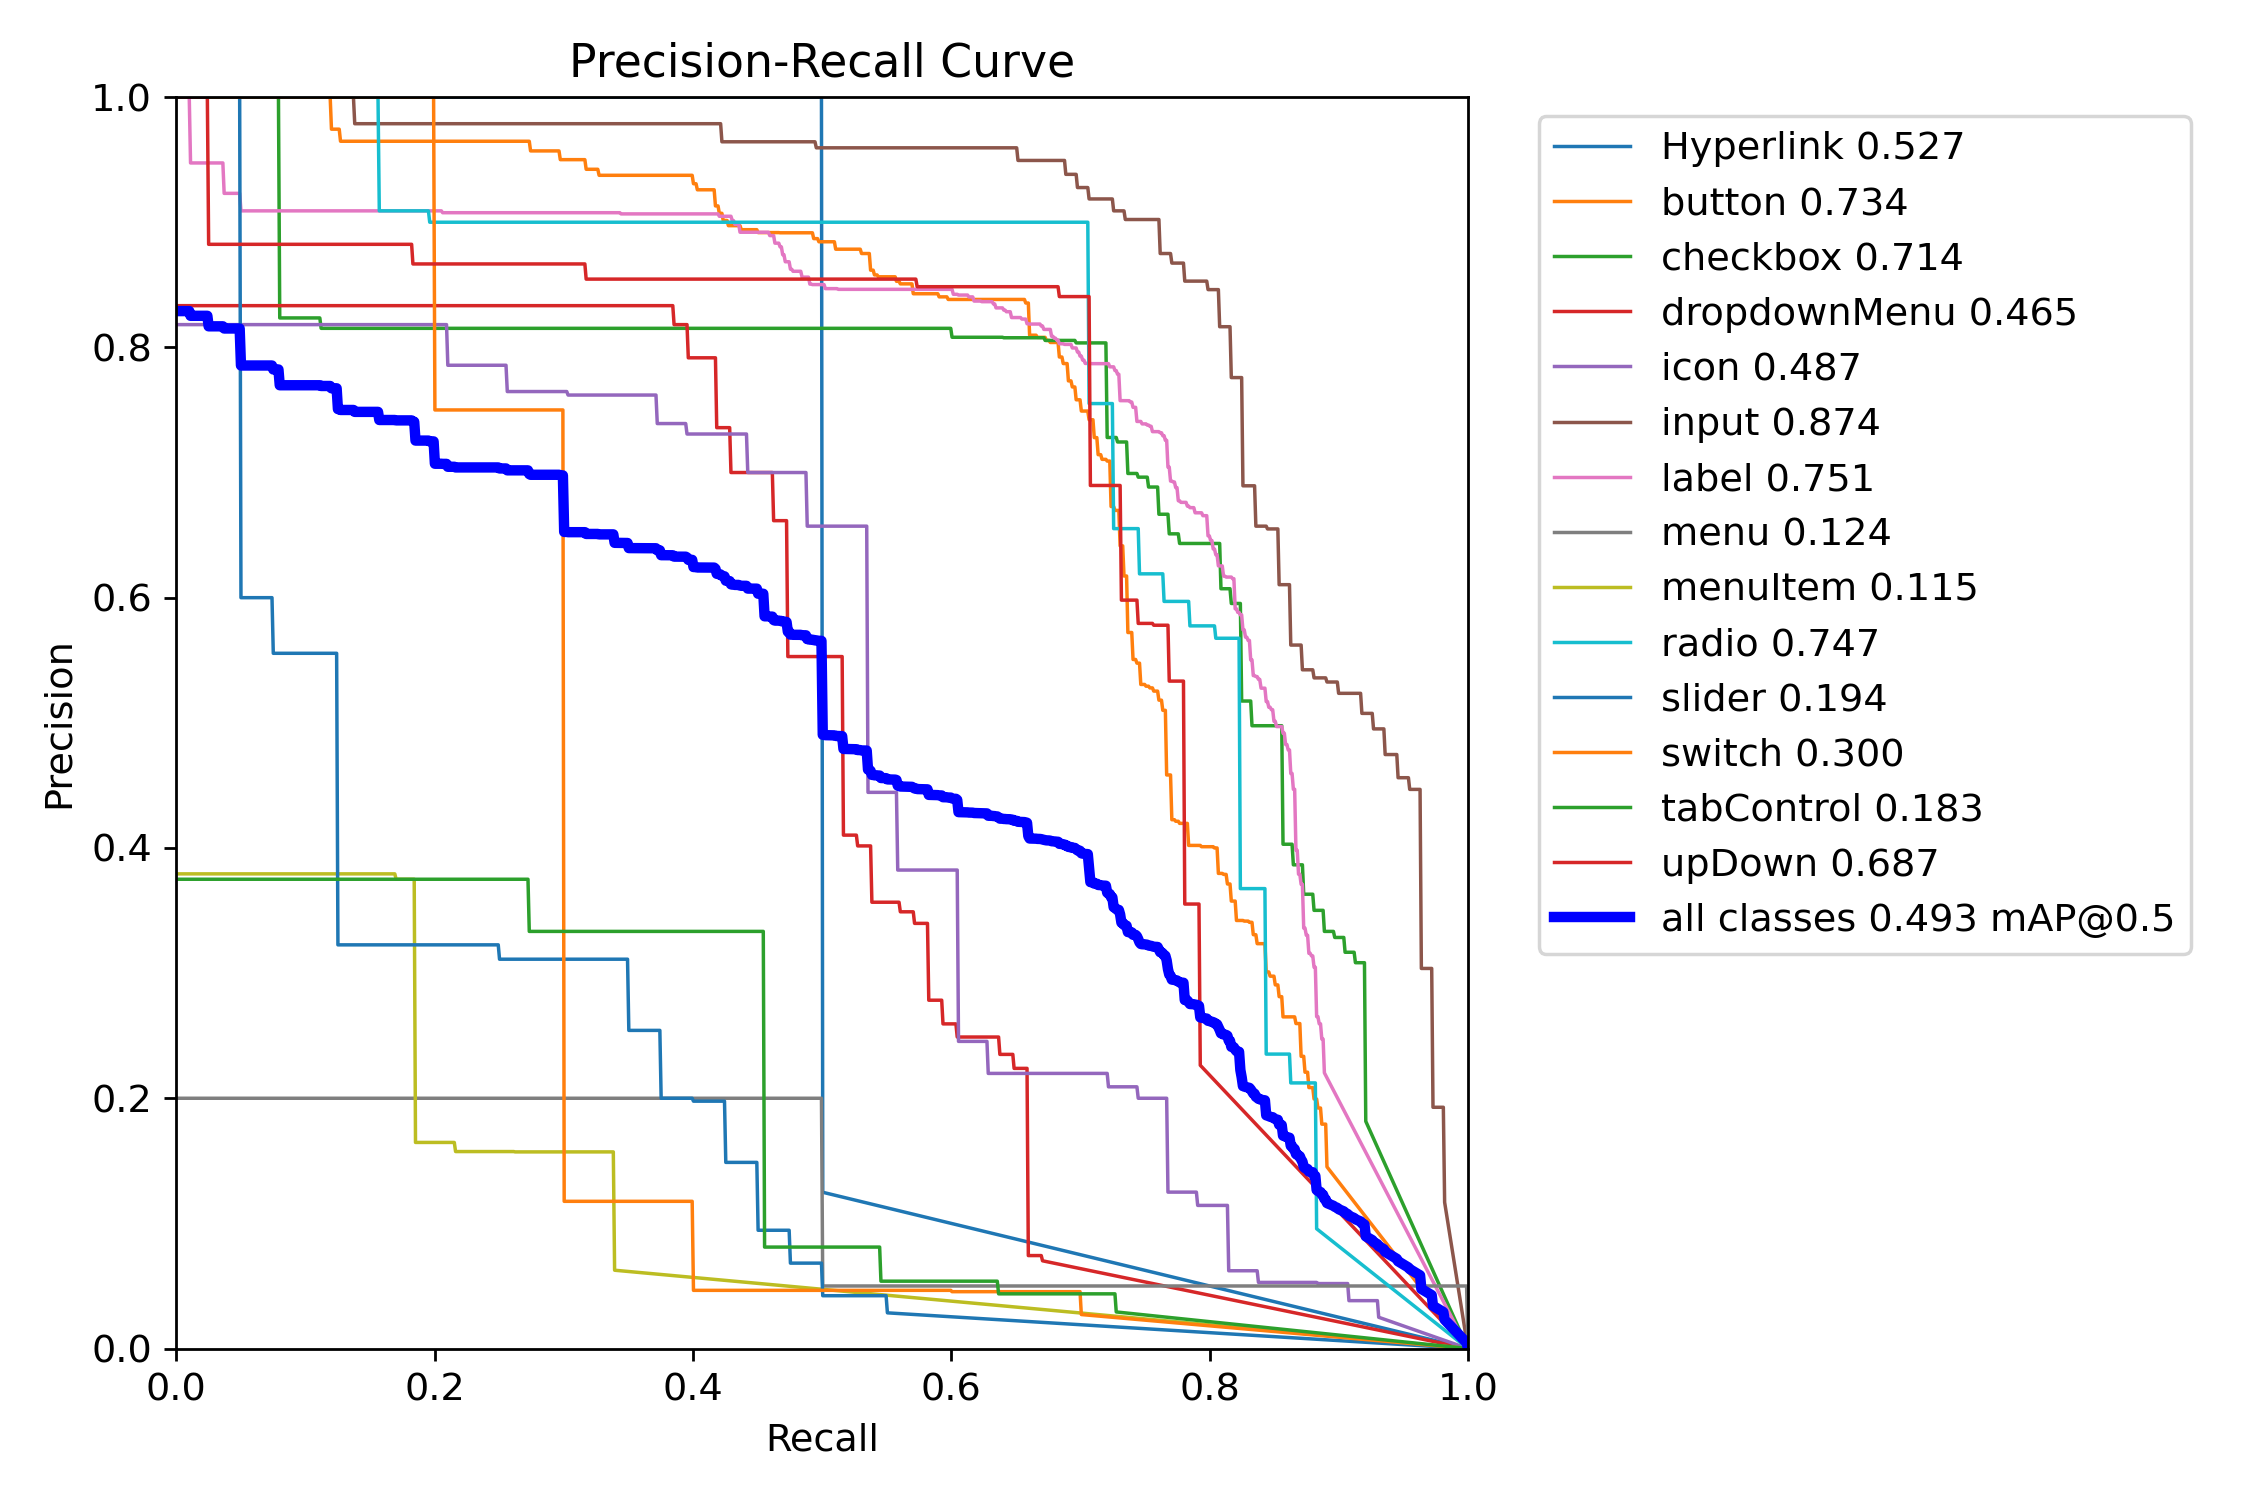 Precision-Recall Curve
1.0
0.8
0.6
0.4
0.2
0.0
Precision
0.0 0.2 0.4 0.6 0.8 1.0
Recall
Hyperlink 0.527
button 0.734
checkbox 0.714
dropdownMenu 0.465
icon 0.487
input 0.874
label 0.751
menu 0.124
menuItem 0.115
radio 0.747
slider 0.194
switch 0.300
tabControl 0.183
upDown 0.687
all classes 0.493 mAP@0.5